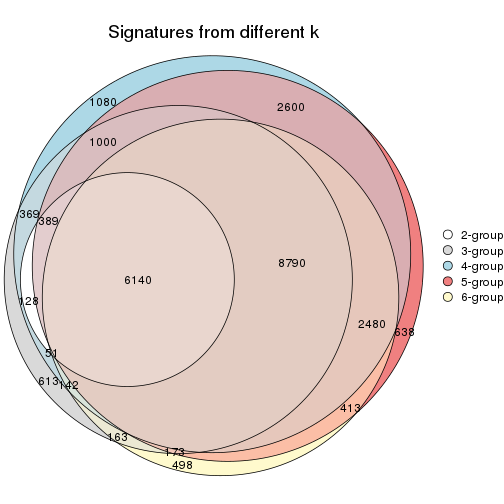 Signatures from different k
1080
2600
1000
369
389
8790
6140
128
2480
638
51
613
142
413
163
173
498
2-group
3-group
4-group
5-group
6-group